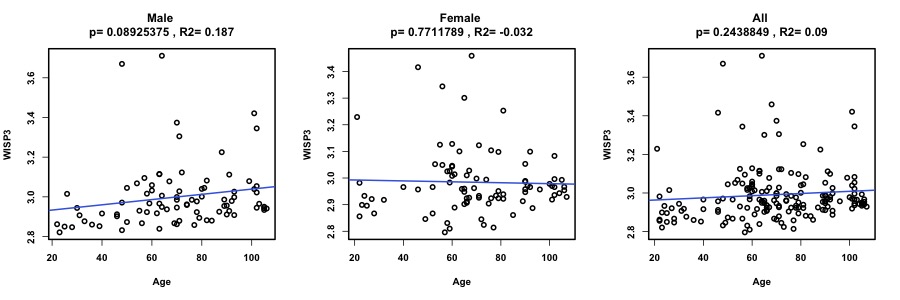 Male
p= 0.08925375 , R2= 0.187
WISP3
2.8 3.0 3.2 3.4 3.6
20 40 60 80 100
Age
Female
p= 0.7711789 , R2= -0.032
WISP3
2.8 2.9 3.0 3.1 3.2 3.3 3.4
20 40 60 80 100
Age
All
p= 0.2438849 , R2= 0.09
WISP3
2.8 3.0 3.2 3.4 3.6
20 40 60 80 100
Age